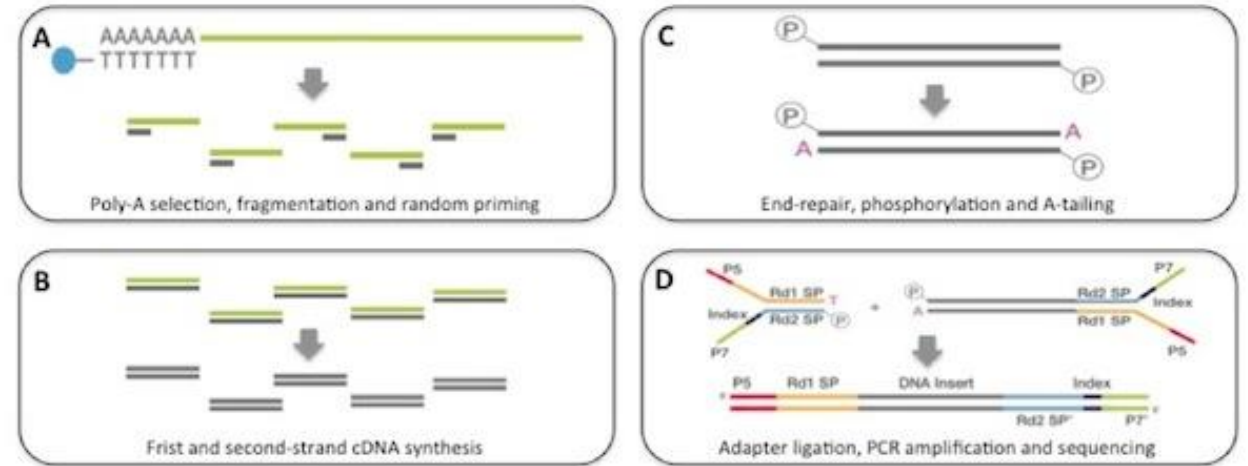 A
AAAAAAA
TTTTTTT
Poly-A selection, fragmentation and random priming
B
Frist and second-strand cDNA synthesis
C
P
P
P
A
A
P
End-repair, phosphorylation and A-tailing
D
P5
Rd1 SP
T
Index
Rd2 SP
P
P7
+
P
A
Rd2 SP
P7
Index
Rd1 SP
P5
P5
Rd1 SP
DNA Insert
Index
Rd2 SP'
P7'
Adapter ligation, PCR amplification and sequencing